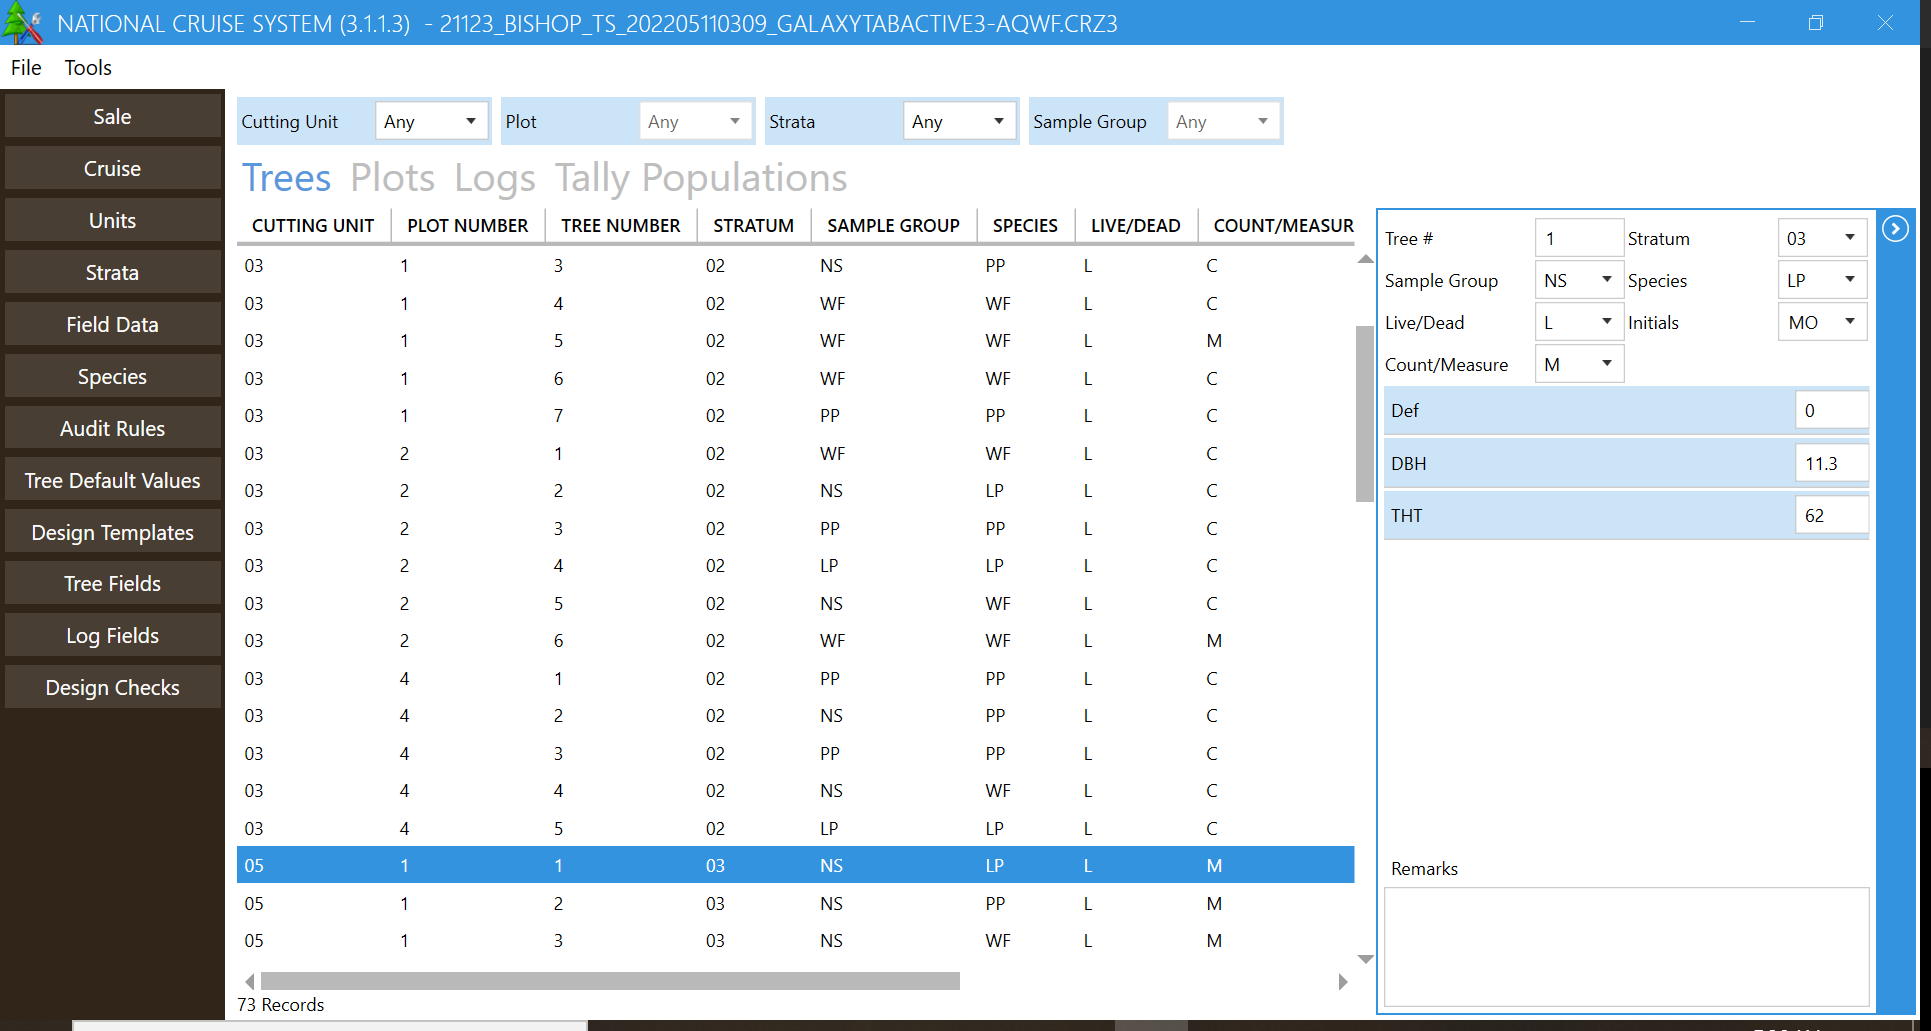 NATIONAL CRUISE SYSTEM (3.1.1.3) - 21123_BISHOP_TS_202205110309_GALAXYTABACTIVE3-AQWF.CRZ3
File Tools
Sale
Cruise
Units
Strata
Field Data
Species
Audit Rules
Tree Default Values
Design Templates
Tree Fields
Log Fields
Design Checks
Cutting Unit Any Plot Any Strata Any Sample Group Any
Trees Plots Logs Tally Populations
CUTTING UNIT PLOT NUMBER TREE NUMBER STRATUM SAMPLE GROUP SPECIES LIVE/DEAD COUNT/MEASUR
03 1 3 02 NS PP L C
03 1 4 02 WF WF L C
03 1 5 02 WF WF L M
03 1 6 02 WF WF L C
03 1 7 02 PP PP L C
03 2 1 02 WF WF L C
03 2 2 02 NS LP L C
03 2 3 02 PP PP L C
03 2 4 02 LP LP L C
03 2 5 02 NS WF L C
03 2 6 02 WF WF L M
03 4 1 02 PP PP L C
03 4 2 02 NS PP L C
03 4 3 02 PP PP L C
03 4 4 02 NS WF L C
03 4 5 02 LP LP L C
05 1 1 03 NS LP L M
05 1 2 03 NS PP L M
05 1 3 03 NS WF L M
73 Records
Tree # 1 Stratum 03
Sample Group NS Species LP
Live/Dead L Initials MO
Count/Measure M
Def 0
DBH 11.3
THT 62
Remarks